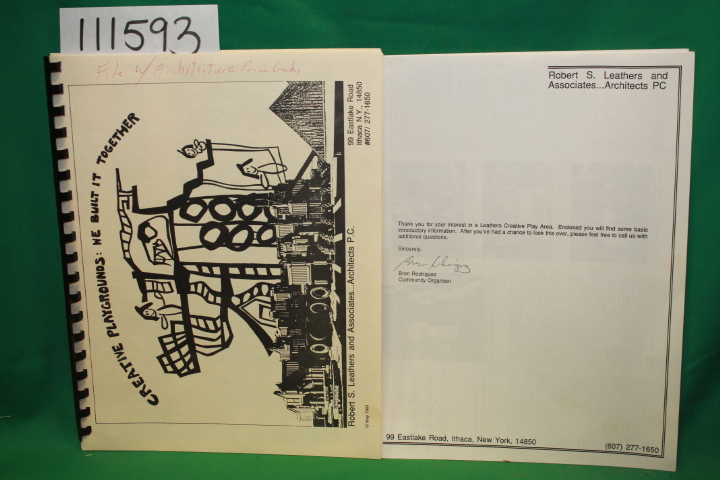 111593
File w/ Architecture Price Guides
CREATIVE PLAYGROUNDS: WE BUILT IT TOGETHER
99 Eastlake Road
Ithaca N.Y., 14850
#607/ 277-1650
Robert S. Leathers and Associates...Architects P.C.
Robert S. Leathers and
Associates...Architects PC
Thank you for your interest in a Leathers Creative Play Area. Enclosed you will find some basic
introductory information. After you've had a chance to look this over, please feel free to call us with
additional questions.
Sincerely,
Bren Rodriguez
Community Organizer
99 Eastlake Road, Ithaca, New York, 14850
(607) 277-1650